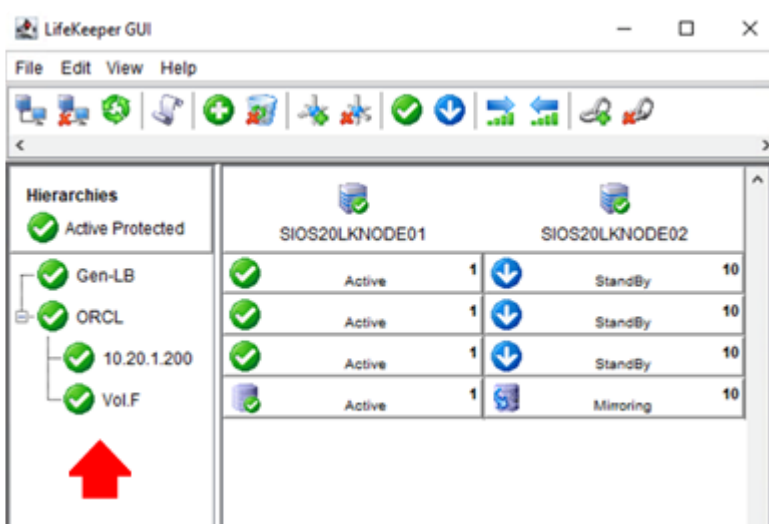 LifeKeeper GUI
File Edit View Help
Hierarchies
Active Protected
SIOS20LKNODE01
SIOS20LKNODE02
Gen-LB
Active 1
StandBy 10
ORCL
Active 1
StandBy 10
10.20.1.200
Active 1
StandBy 10
Vol.F
Active 1
Mirroring 10